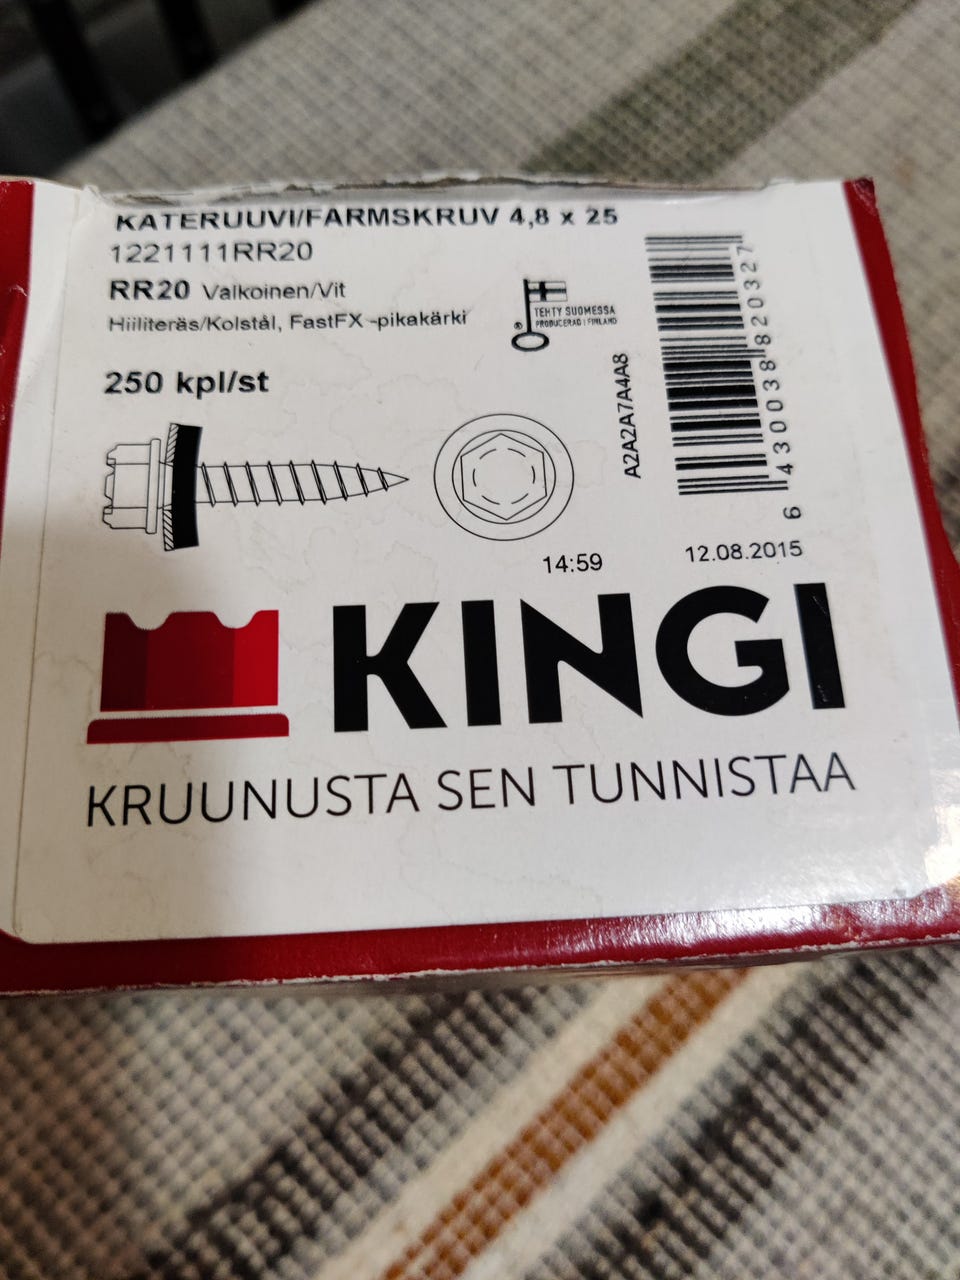 KATERUUVI/FARMSKRUV 4,8 x 25
1221111RR20
RR20 Valkoinen/Vit
Hiiliteräs/Kolstål, FastFX -pikakärki
® TEHTY SUOMESSA
PRODUCERAD I FINLAND
250 kpl/st
A2A2A7A4A8
6 430038 820327
14:59
12.08.2015
KINGI
KRUUNUSTA SEN TUNNISTAA